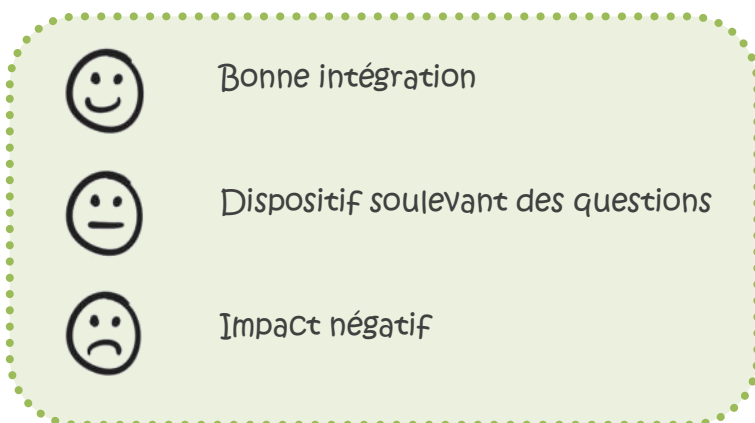 Bonne intégration
Dispositif soulevant des questions
Impact négatif